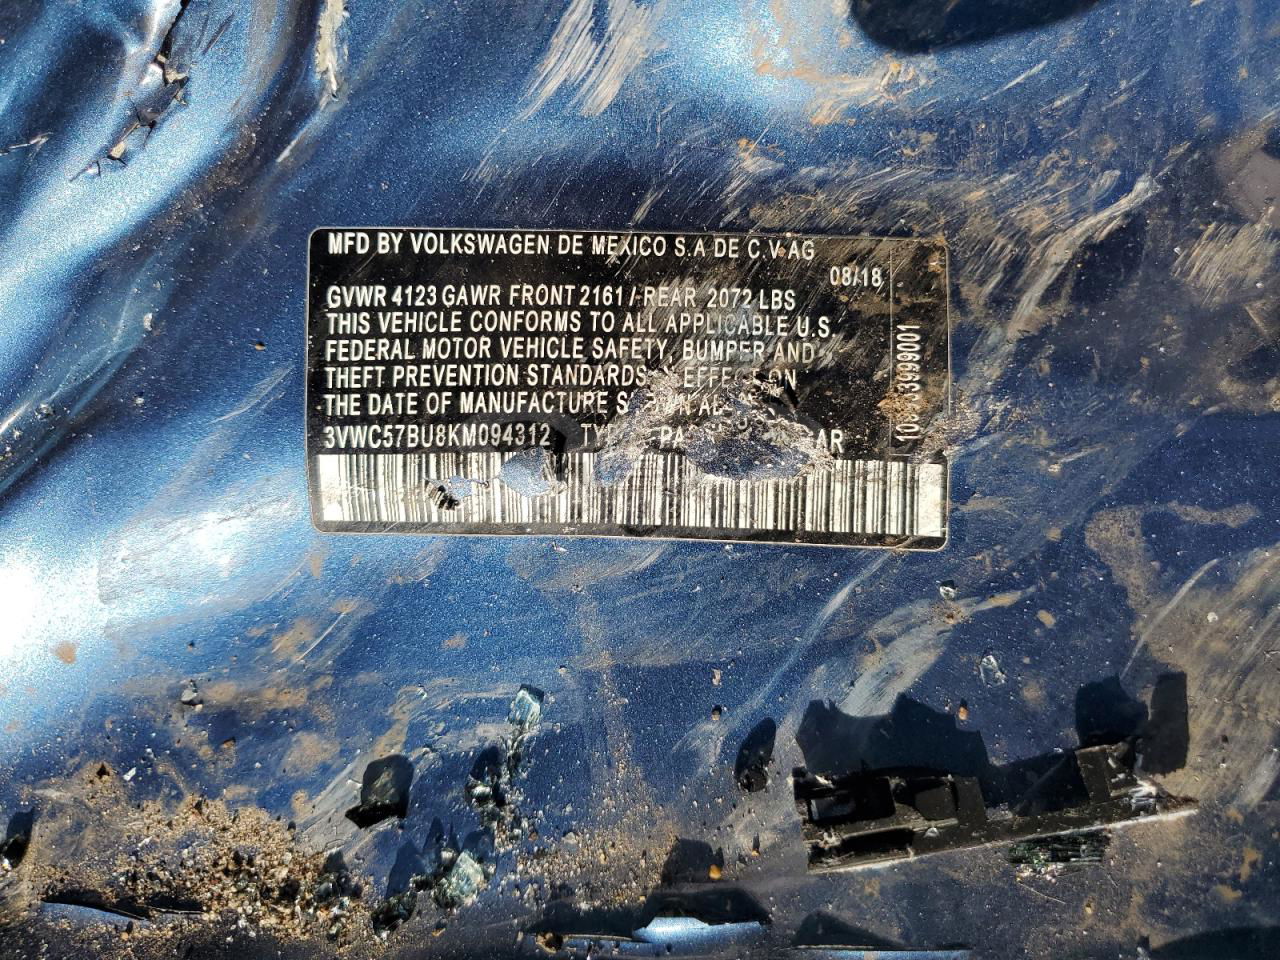 MFD BY VOLKSWAGEN DE MEXICO S.A DE C.V. AG
08/18
GVWR 4123 GAWR FRONT 2161 / REAR 2072 LBS
THIS VEHICLE CONFORMS TO ALL APPLICABLE U.S.
FEDERAL MOTOR VEHICLE SAFETY, BUMPER AND
THEFT PREVENTION STANDARDS ON
THE DATE OF MANUFACTURE
3VWC57BU8KM094312